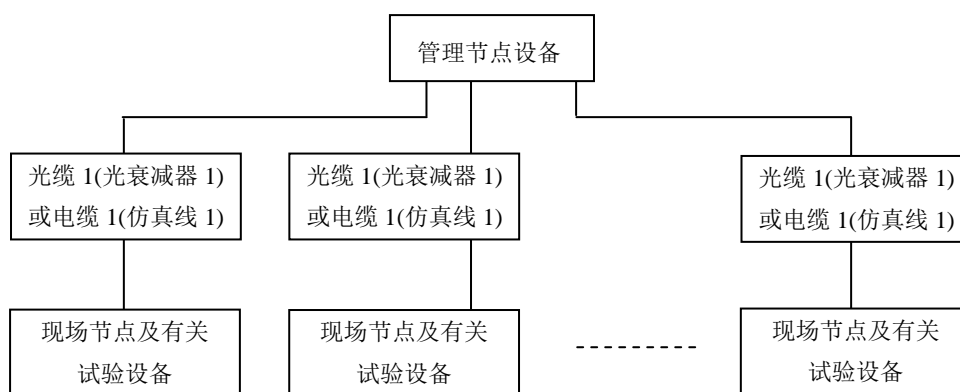 管理节点设备
光缆 1(光衰减器 1)
或电缆 1(仿真线 1)
光缆 1(光衰减器 1)
或电缆 1(仿真线 1)
光缆 1(光衰减器 1)
或电缆 1(仿真线 1)
现场节点及有关
试验设备
现场节点及有关
试验设备
现场节点及有关
试验设备